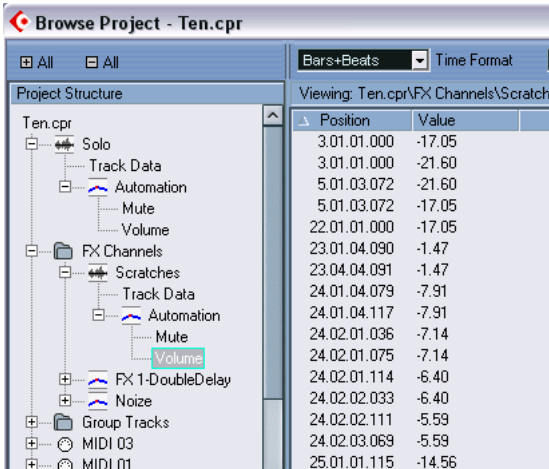 Browse Project - Ten.cpr
All All Bars+Beats Time Format
Project Structure
Viewing: Ten.cpr\FX Channels\Scratch
Ten.cpr
Solo
Track Data
Automation
Mute
Volume
FX Channels
Scratches
Track Data
Automation
Mute
Volume
FX 1-DoubleDelay
Noize
Group Tracks
MIDI 03
MIDI 01
Position Value
3.01.01.000 -17.05
3.01.01.000 -21.60
5.01.03.072 -21.60
5.01.03.072 -17.05
22.01.01.000 -17.05
23.01.04.090 -1.47
23.04.04.091 -1.47
24.01.04.079 -7.91
24.01.04.117 -7.91
24.02.01.036 -7.14
24.02.01.075 -7.14
24.02.01.114 -6.40
24.02.02.033 -6.40
24.02.02.111 -5.59
24.02.03.069 -5.59
25.01.01.115 -14.56